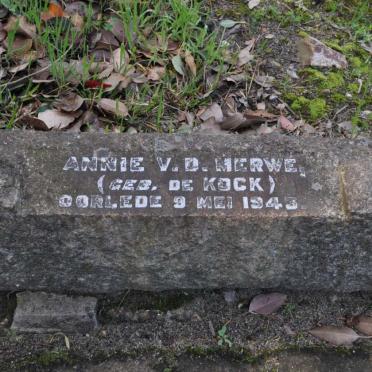 ANNIE V.D. MERWE,
(GEB. DE KOCK)
OORLEDE 9 MEI 1943.